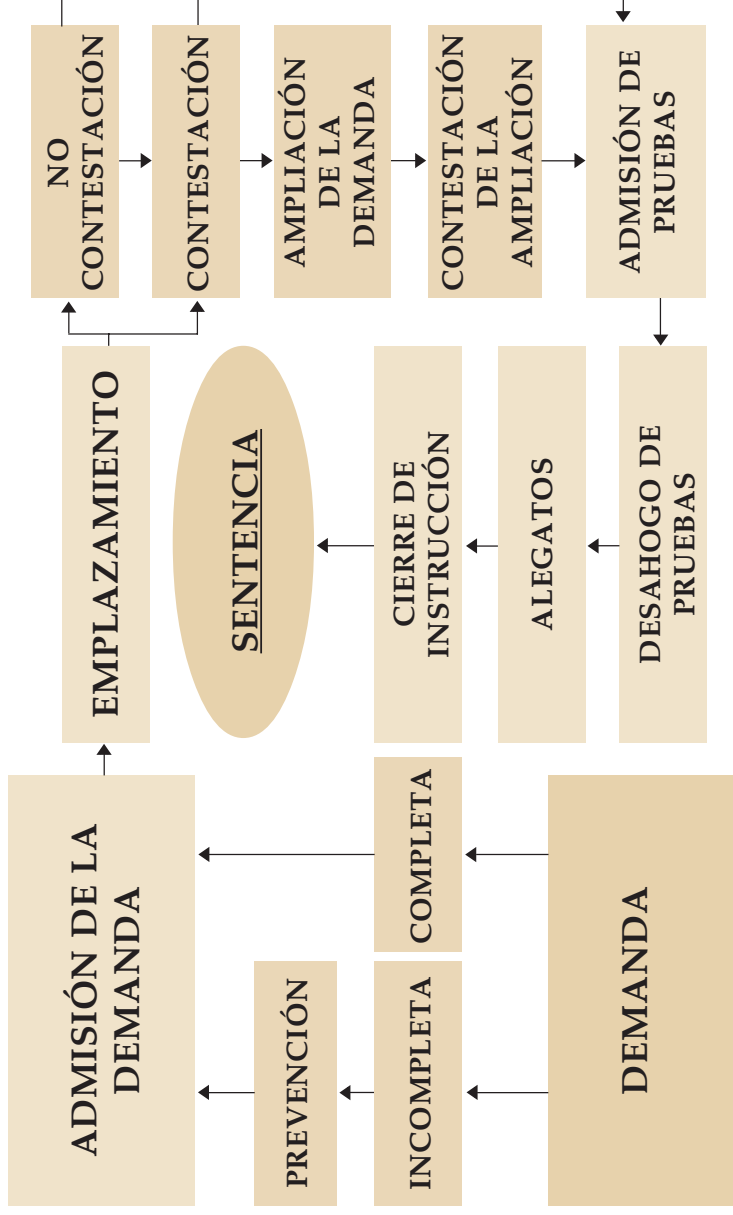 DEMANDA
INCOMPLETA
COMPLETA
PREVENCIÓN
ADMISIÓN DE LA
DEMANDA
EMPLAZAMIENTO
NO
CONTESTACIÓN
CONTESTACIÓN
AMPLIACIÓN
DE LA
DEMANDA
CONTESTACIÓN
DE LA
AMPLIACIÓN
ADMISIÓN DE
PRUEBAS
DESAHOGO DE
PRUEBAS
ALEGATOS
CIERRE DE
INSTRUCCIÓN
SENTENCIA